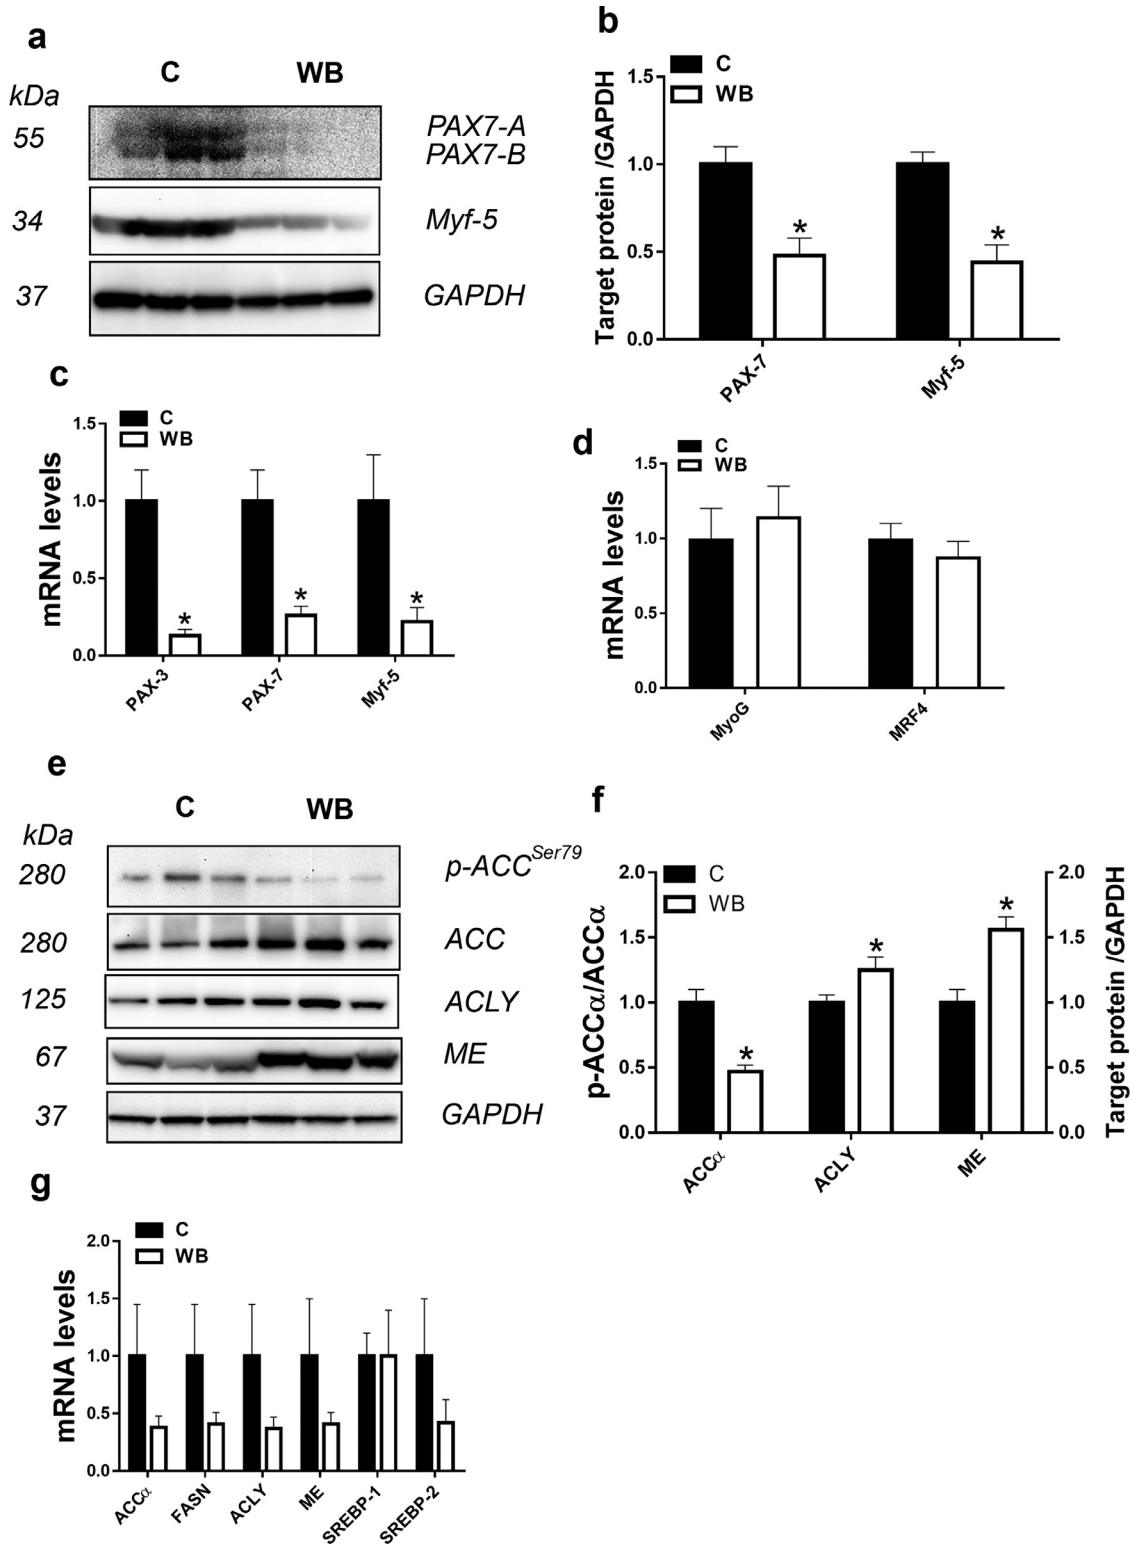 a
C WB
kDa
55 PAX7-A
PAX7-B
34 Myf-5
37 GAPDH
b
C
WB
Target protein /GAPDH
1.5
1.0
0.5
0.0
* *
PAX-7 Myf-5
c
C
WB
mRNA levels
1.5
1.0
0.5
0.0
* * *
PAX-3 PAX-7 Myf-5
d
C
WB
mRNA levels
1.5
1.0
0.5
0.0
MyoG MRF4
e
C WB
kDa
280 p-ACC Ser79
280 ACC
125 ACLY
67 ME
37 GAPDH
f
C
WB
p-ACCα/ACCα
2.0
1.5
1.0
0.5
0.0
* * *
2.0
1.5
1.0
0.5
0.0
Target protein /GAPDH
ACCα ACLY ME
g
C
WB
mRNA levels
2.0
1.5
1.0
0.5
0.0
ACCα FASN ACLY ME SREBP-1 SREBP-2